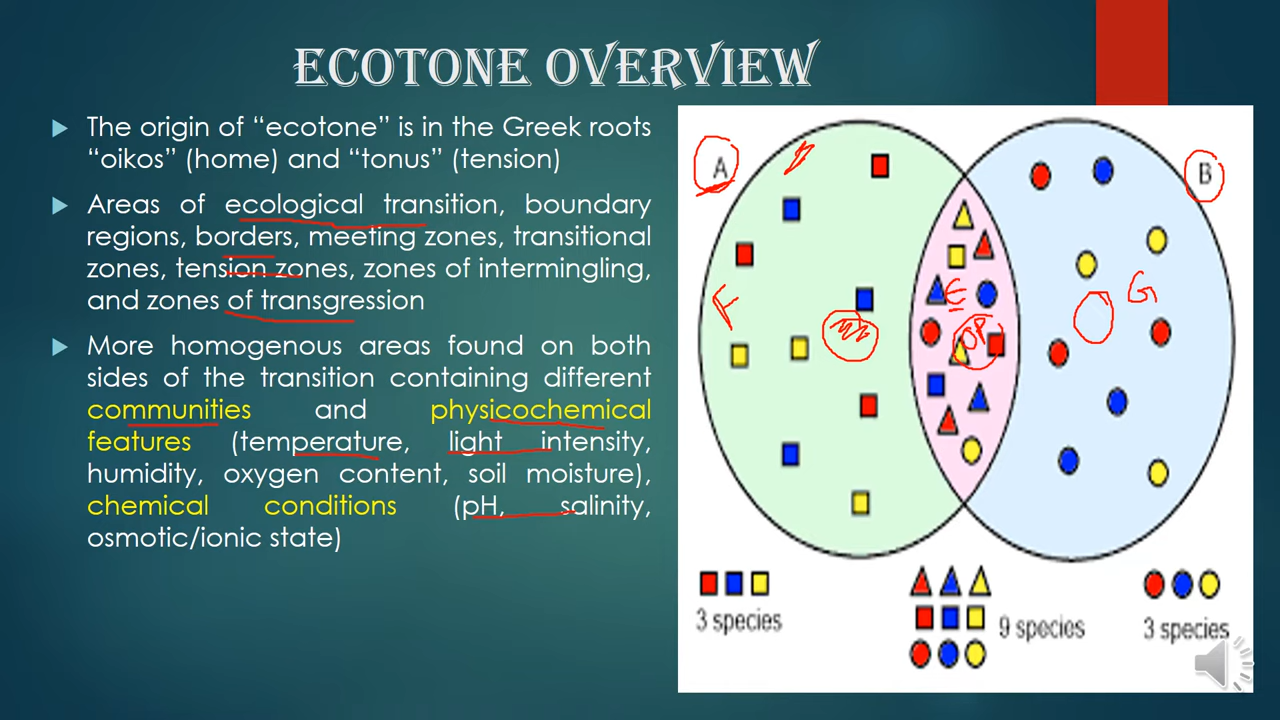 ECOTONE OVERVIEW
The origin of “ecotone” is in the Greek roots
“oikos” (home) and “tonus” (tension)
Areas of ecological transition, boundary
regions, borders, meeting zones, transitional
zones, tension zones, zones of intermingling,
and zones of transgression
More homogenous areas found on both
sides of the transition containing different
communities and physicochemical
features (temperature, light intensity,
humidity, oxygen content, soil moisture),
chemical conditions (pH, salinity,
osmotic/ionic state)
A
B
F
E
G
OP
3 species
9 species
3 species